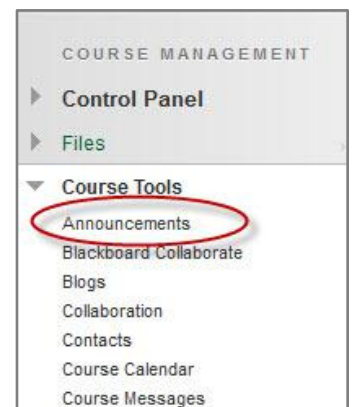 COURSE MANAGEMENT
Control Panel
Files
Course Tools
Announcements
Blackboard Collaborate
Blogs
Collaboration
Contacts
Course Calendar
Course Messages